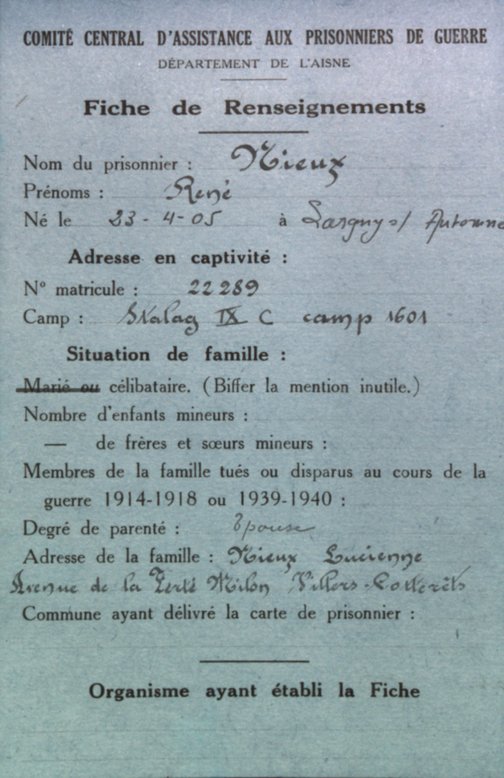 COMITÉ CENTRAL D'ASSISTANCE AUX PRISONNIERS DE GUERRE
DÉPARTEMENT DE L'AISNE
Fiche de Renseignements
Nom du prisonnier : Nieux
Prénoms : René
Né le 23-4-05 à Largny s/ Automne
Adresse en captivité :
N° matricule : 22289
Camp : Stalag IX C camp 1601
Situation de famille :
Marié ou célibataire. (Biffer la mention inutile.)
Nombre d'enfants mineurs :
— de frères et sœurs mineurs :
Membres de la famille tués ou disparus au cours de la
guerre 1914-1918 ou 1939-1940 :
Degré de parenté : Epouse
Adresse de la famille : Nieux Lucienne
Avenue de la Ferté Milon Villers-Cotterêts
Commune ayant délivré la carte de prisonnier :
Organisme ayant établi la Fiche